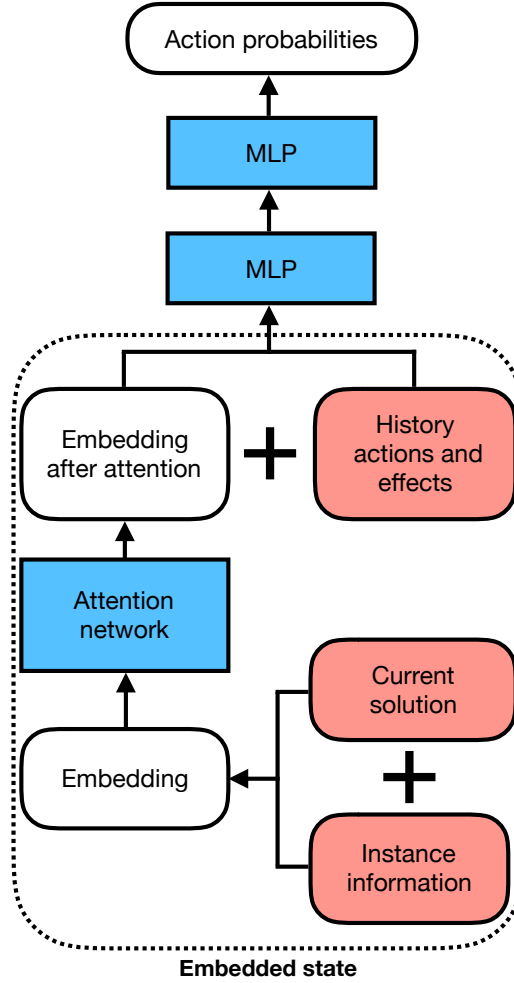 Action probabilities
MLP
MLP
Embedding
after attention
History
actions and
effects
Attention
network
Current
solution
Embedding
Instance
information
Embedded state